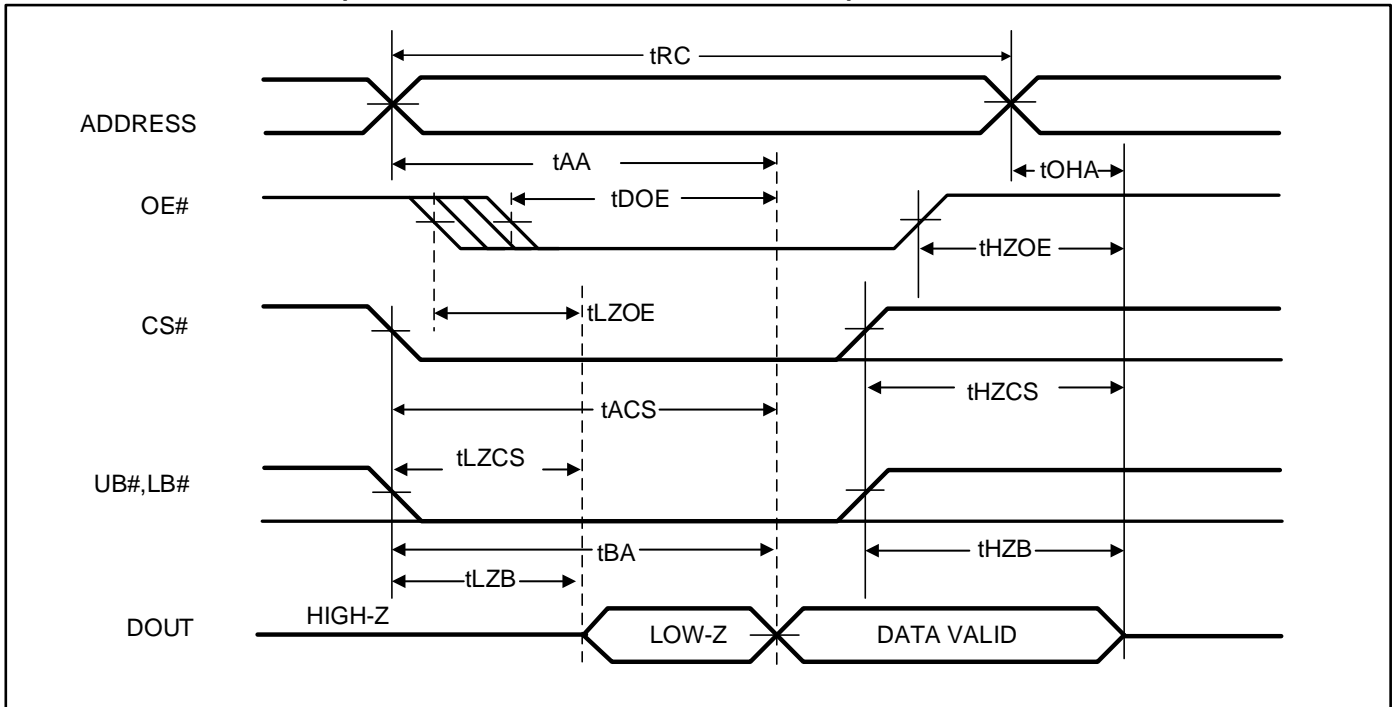 tRC
ADDRESS
tAA
tOHA
OE#
tDOE
tHZOE
tLZOE
CS#
tHZCS
tACS
tLZCS
UB#,LB#
tBA
tHZB
tLZB
HIGH-Z
DOUT
LOW-Z
DATA VALID